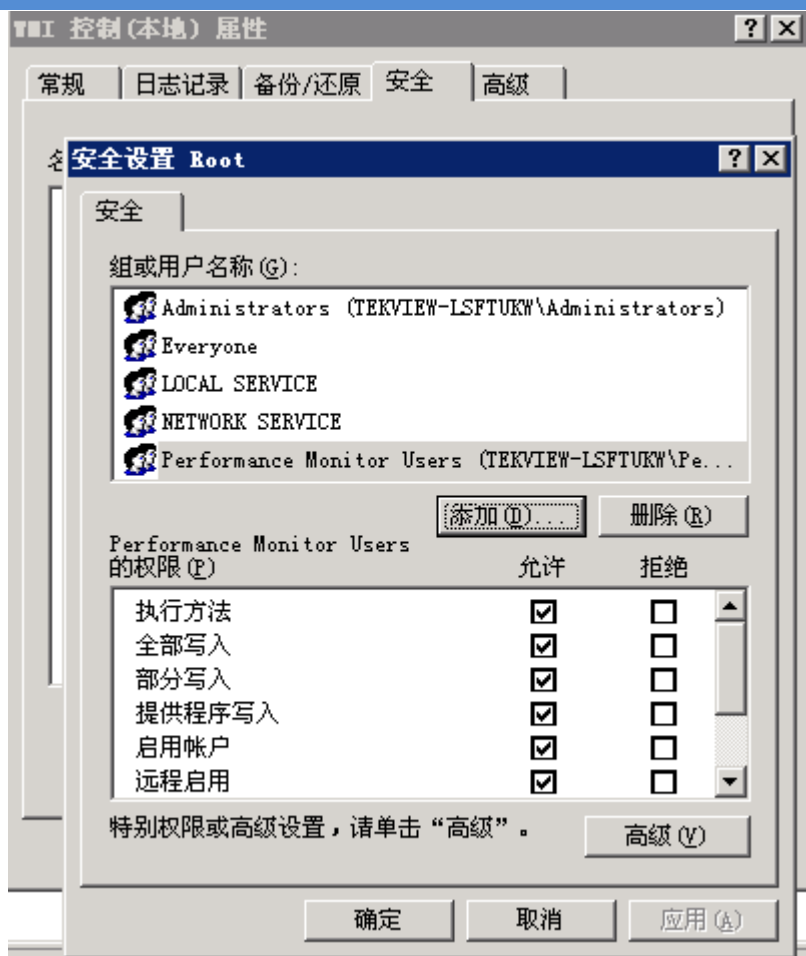 WMI 控制(本地) 属性
常规 日志记录 备份/还原 安全 高级
名
安全设置 Root
安全
组或用户名称(G):
Administrators (TEKVIEW-LSFTUKW\Administrators)
Everyone
LOCAL SERVICE
NETWORK SERVICE
Performance Monitor Users (TEKVIEW-LSFTUKW\Pe...
添加(D)... 删除(R)
Performance Monitor Users
的权限(P) 允许 拒绝
执行方法
全部写入
部分写入
提供程序写入
启用帐户
远程启用
特别权限或高级设置，请单击“高级”。
高级(V)
确定 取消 应用(A)